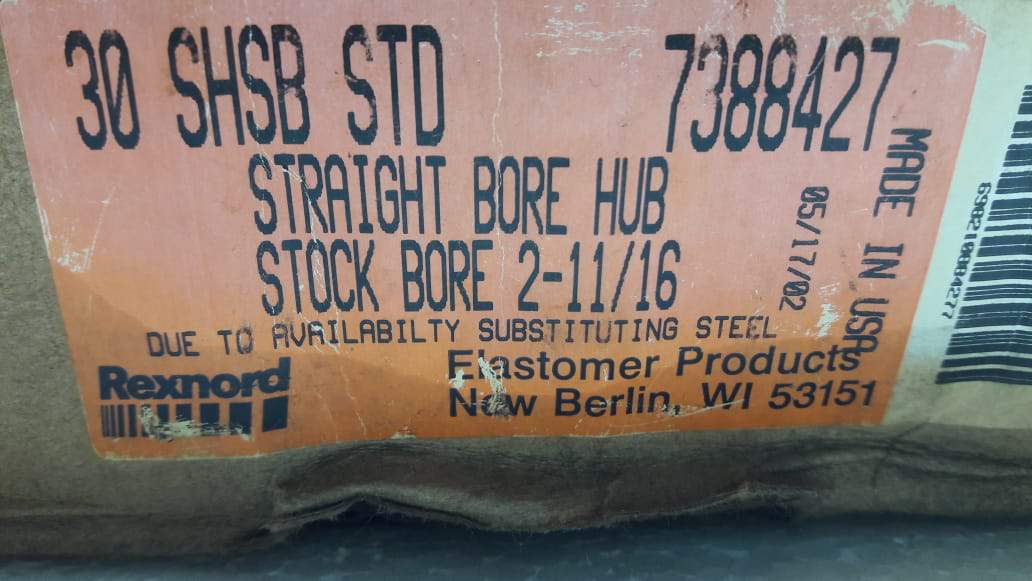 30 SHSB STD 7388427
STRAIGHT BORE HUB
STOCK BORE 2-11/16
DUE TO AVAILABILTY SUBSTITUTING STEEL
Rexnord
Elastomer Products
New Berlin, WI 53151
05/17/02
MADE IN USA